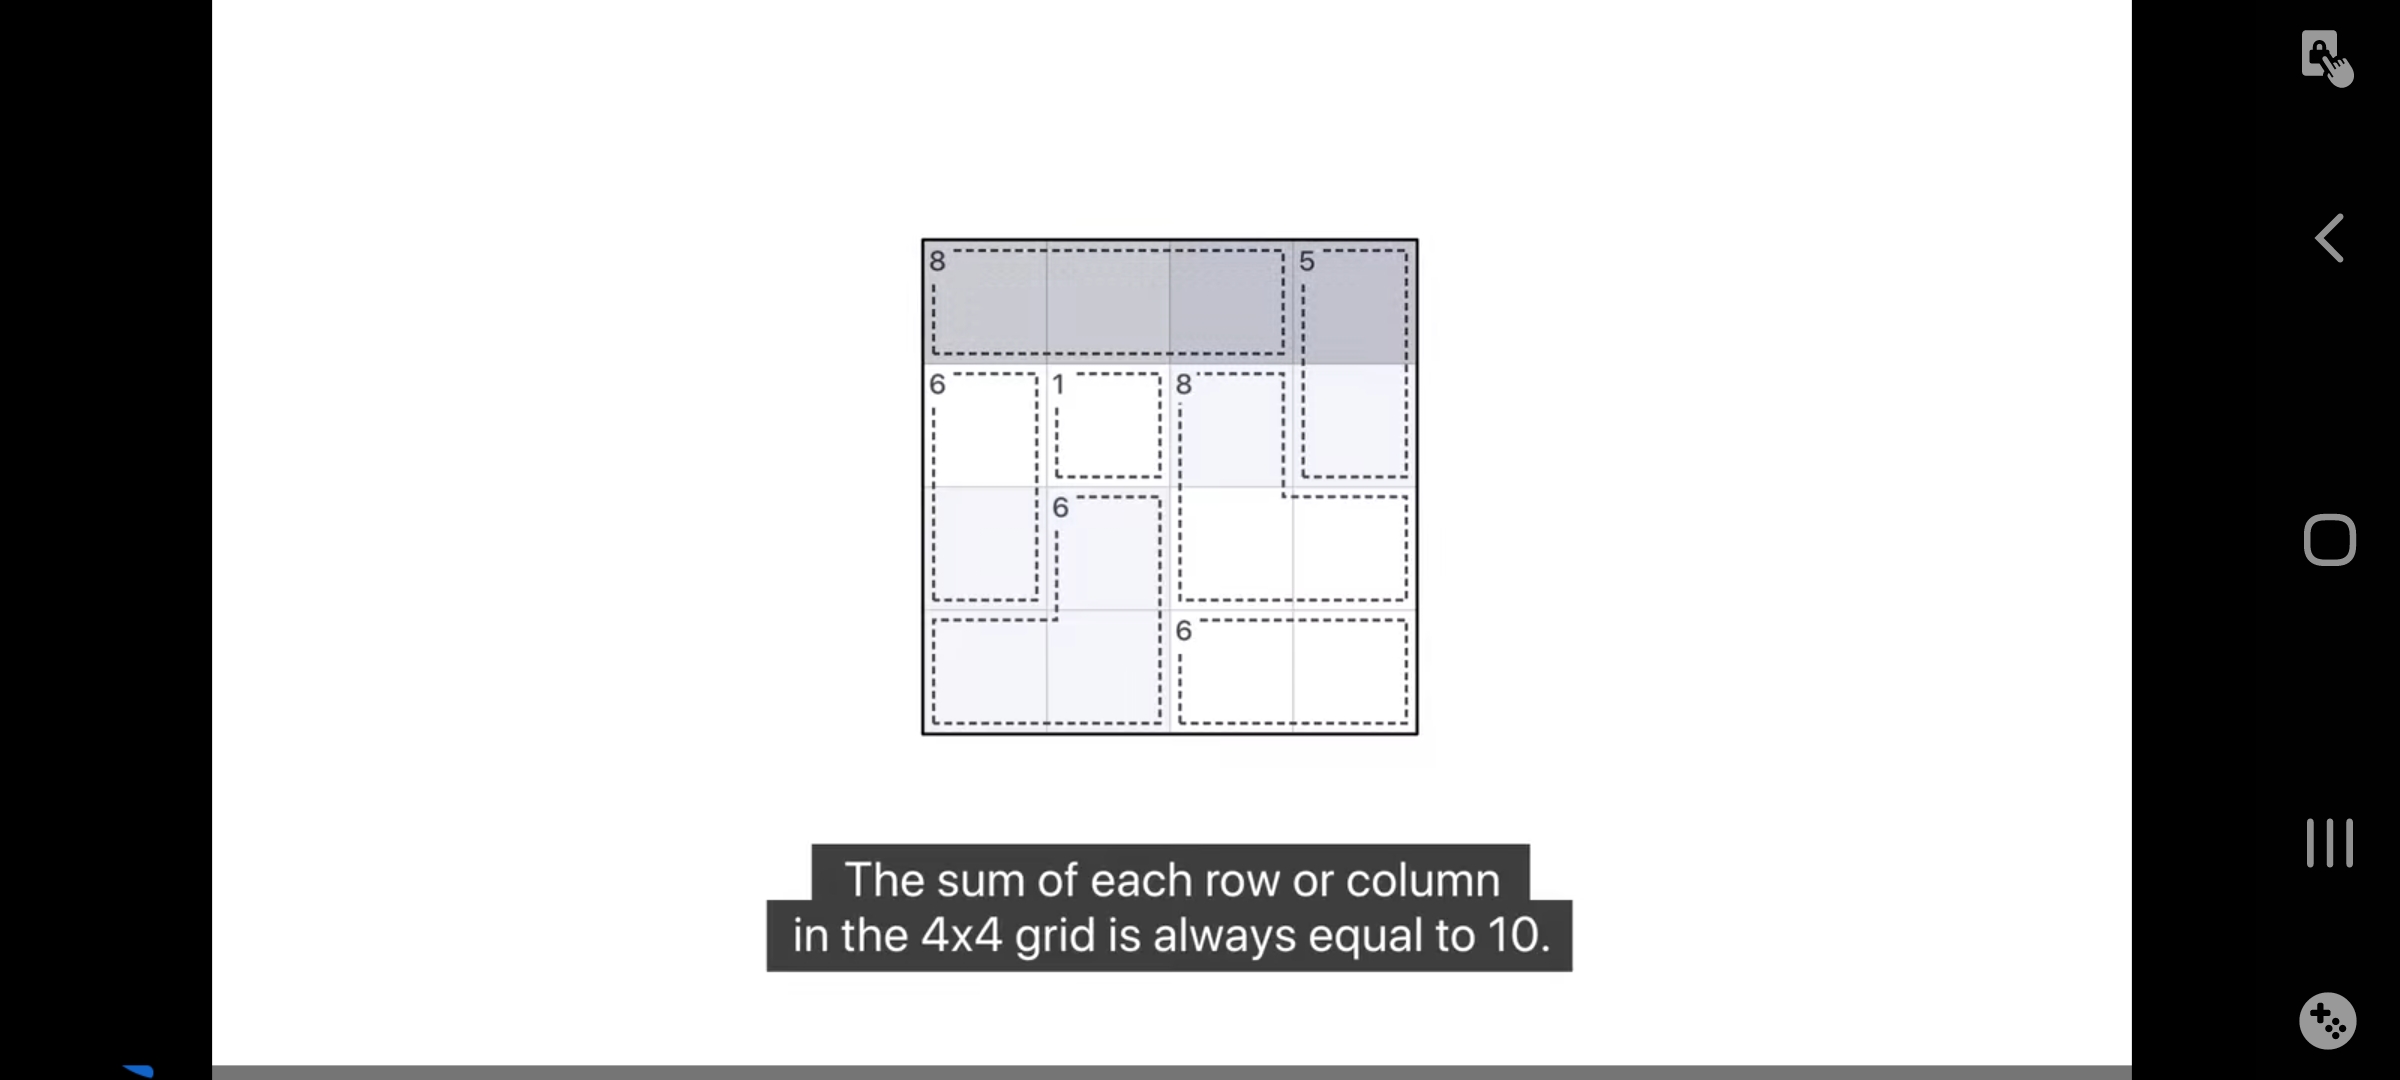 8 5
6 1 8
6
6
The sum of each row or column
in the 4x4 grid is always equal to 10.